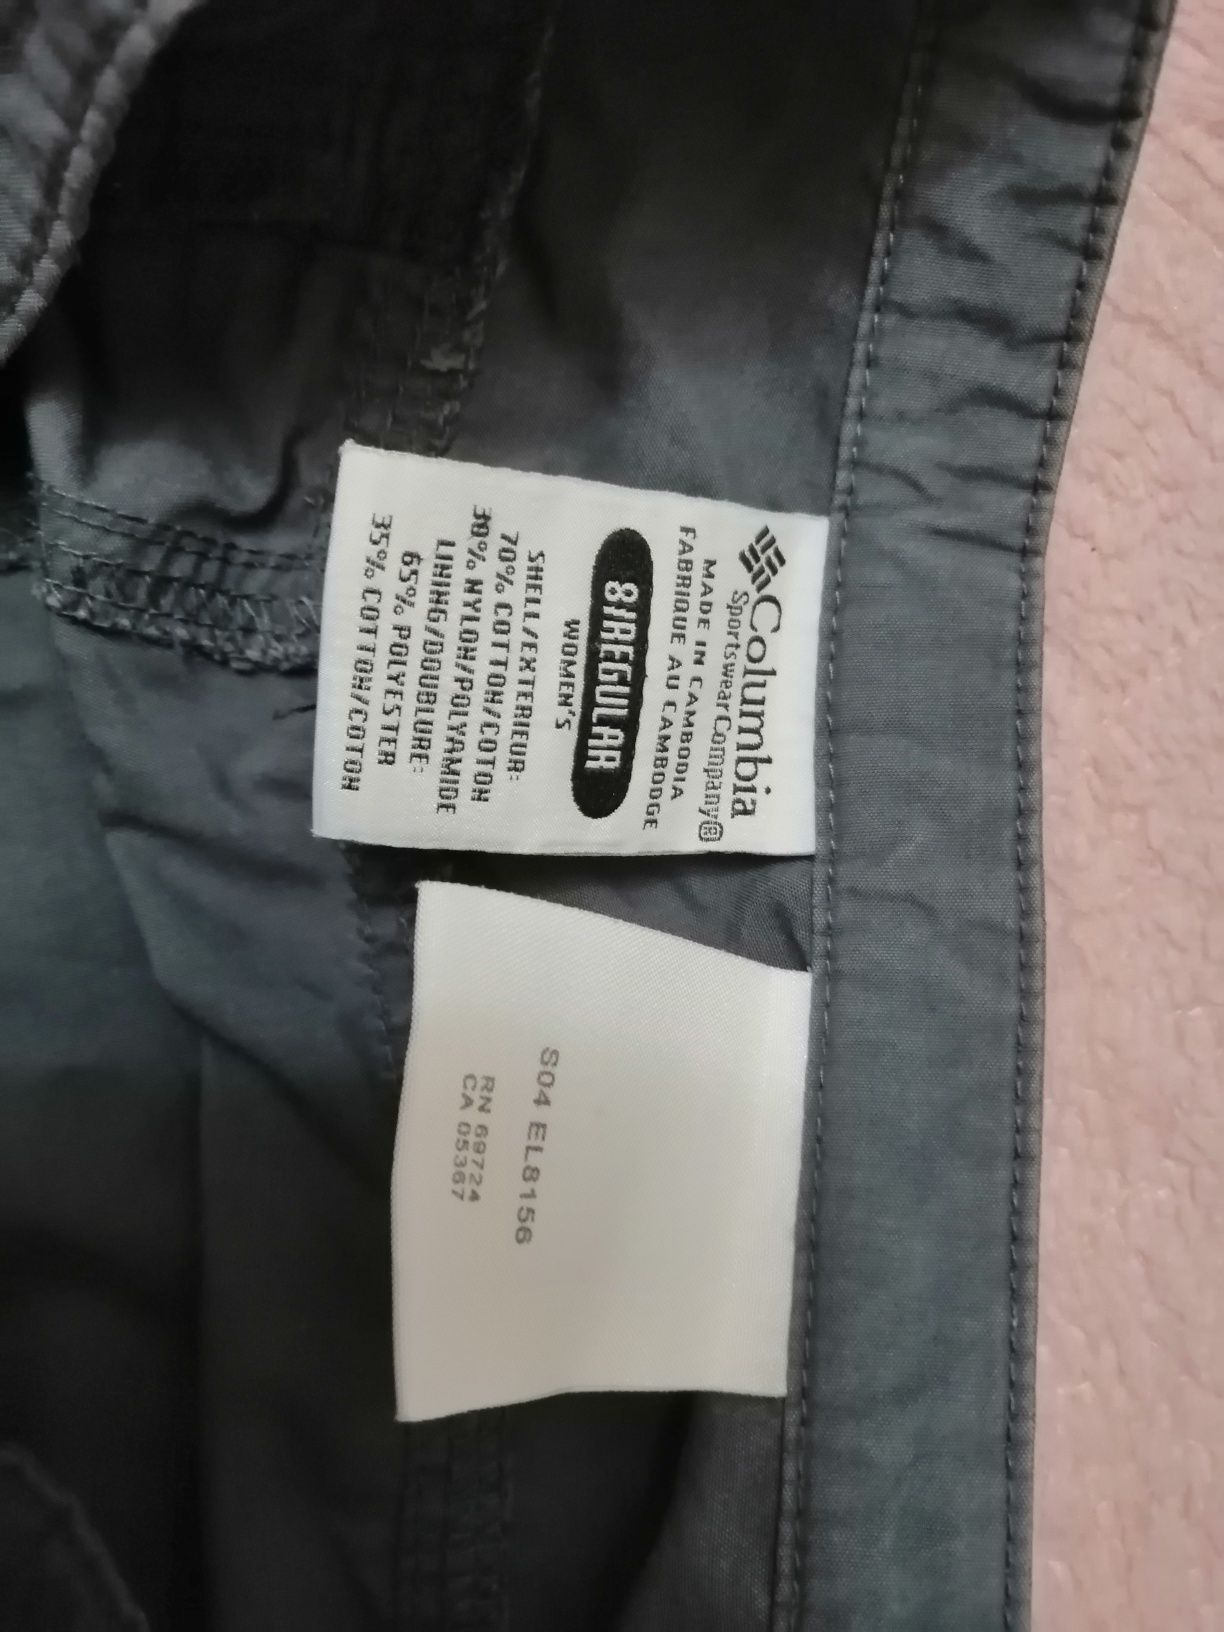 Columbia
Sportswear Company®
MADE IN CAMBODIA
FABRIQUE AU CAMBODGE
8/REGULAR
WOMEN'S
SHELL/EXTERIEUR:
70% COTTON/COTON
30% NYLON/POLYAMIDE
LINING/DOUBLURE:
65% POLYESTER
35% COTTON/COTON
S04 EL8156
RN 69724
CA 05367